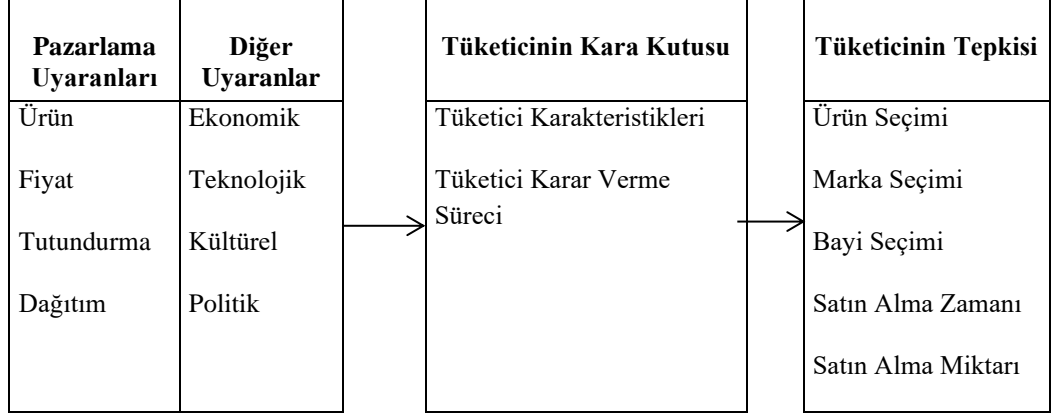 Pazarlama
Uyaranları
Diğer
Uyaranlar
Tüketicinin Kara Kutusu
Tüketicinin Tepkisi
Ürün
Fiyat
Tutundurma
Dağıtım
Ekonomik
Teknolojik
Kültürel
Politik
Tüketici Karakteristikleri
Tüketici Karar Verme
Süreci
Ürün Seçimi
Marka Seçimi
Bayi Seçimi
Satın Alma Zamanı
Satın Alma Miktarı